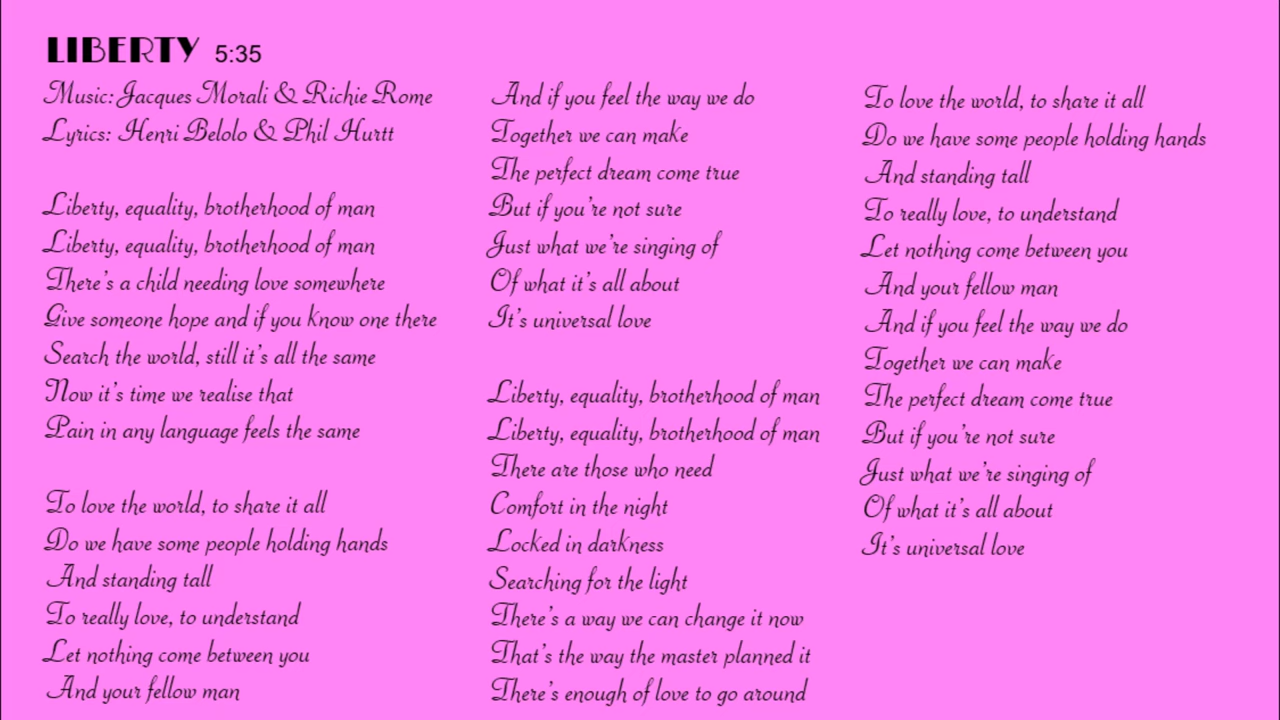 LIBERTY 5:35
Music: Jacques Morali & Richie Rome
Lyrics: Henri Belolo & Phil Hurtt
Liberty, equality, brotherhood of man
Liberty, equality, brotherhood of man
There's a child needing love somewhere
Give someone hope and if you know one there
Search the world, still it's all the same
Now it's time we realise that
Pain in any language feels the same
To love the world, to share it all
Do we have some people holding hands
And standing tall
To really love, to understand
Let nothing come between you
And your fellow man
And if you feel the way we do
Together we can make
The perfect dream come true
But if you're not sure
Just what we're singing of
Of what it's all about
It's universal love
Liberty, equality, brotherhood of man
Liberty, equality, brotherhood of man
There are those who need
Comfort in the night
Locked in darkness
Searching for the light
There's a way we can change it now
That's the way the master planned it
There's enough of love to go around
To love the world, to share it all
Do we have some people holding hands
And standing tall
To really love, to understand
Let nothing come between you
And your fellow man
And if you feel the way we do
Together we can make
The perfect dream come true
But if you're not sure
Just what we're singing of
Of what it's all about
It's universal love